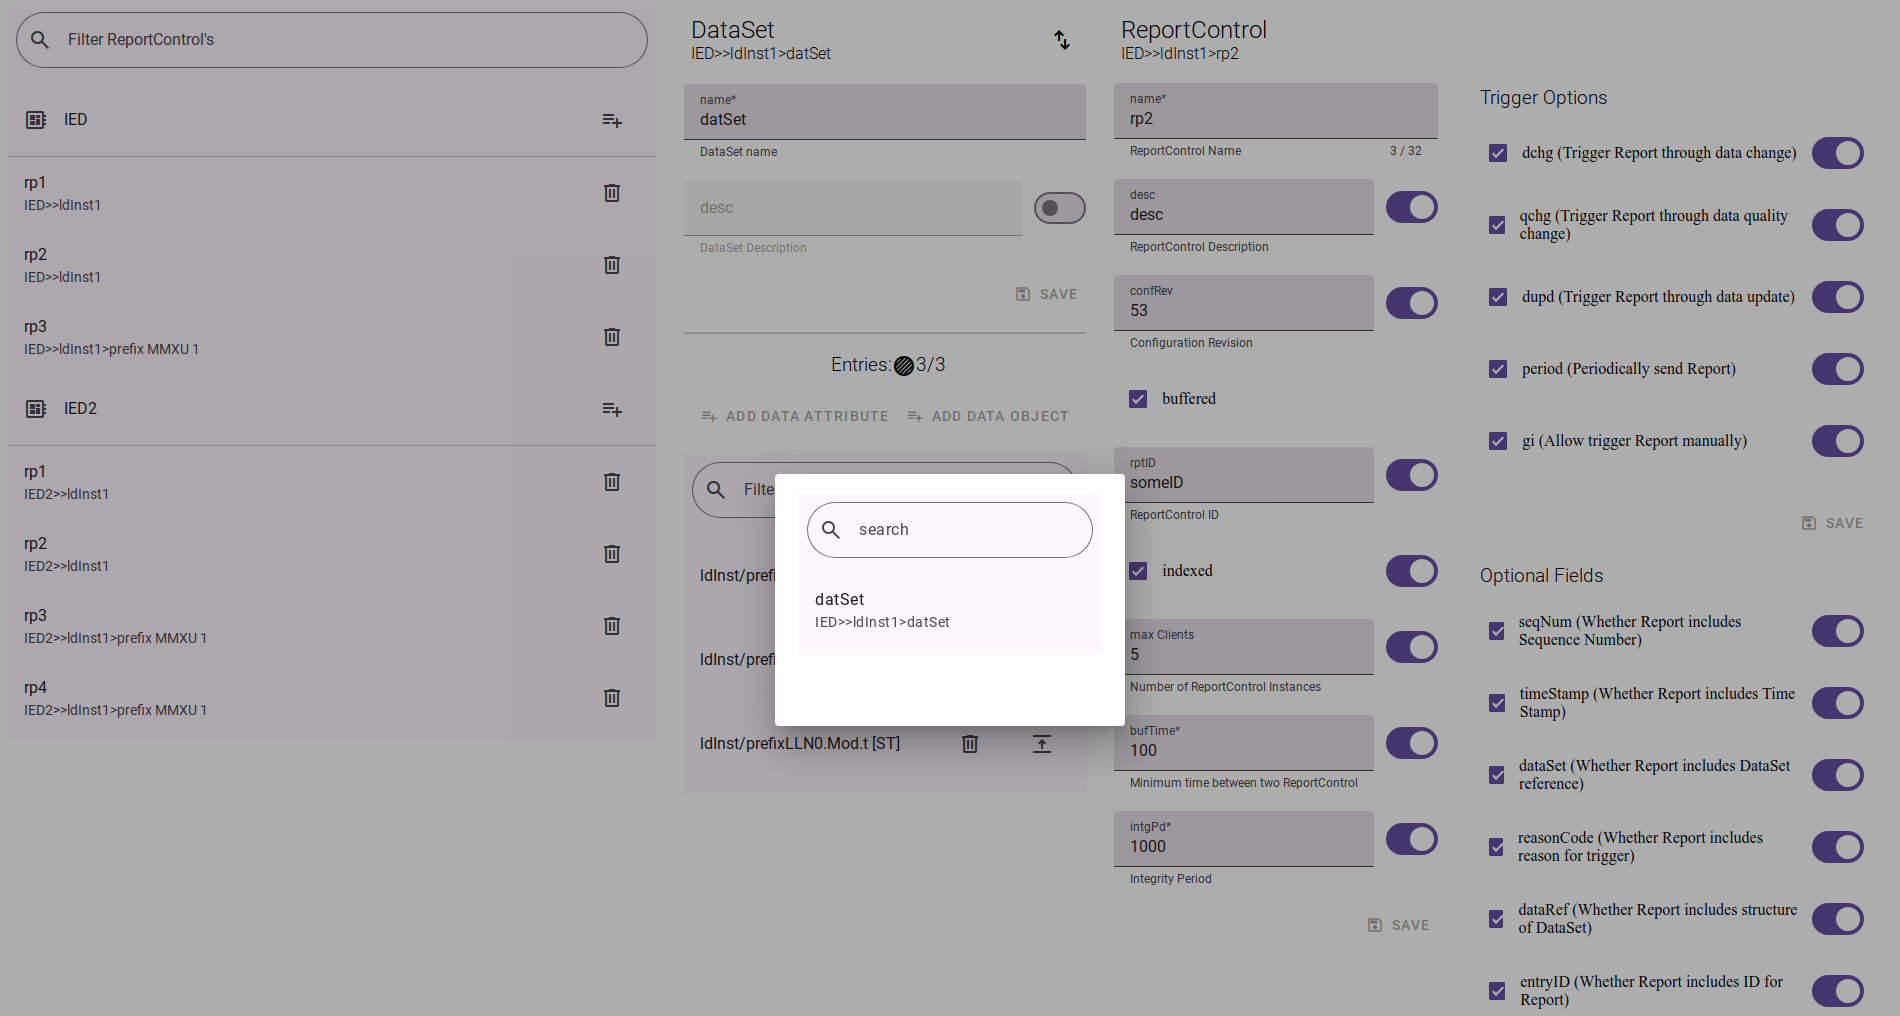 Filter ReportControl's
IED
rp1
IED>>ldInst1
rp2
IED>>ldInst1
rp3
IED>>ldInst1>prefix MMXU 1
IED2
rp1
IED2>>ldInst1
rp2
IED2>>ldInst1
rp3
IED2>>ldInst1>prefix MMXU 1
rp4
IED2>>ldInst1>prefix MMXU 1
DataSet
IED>>ldInst1>datSet
name*
datSet
DataSet name
desc
DataSet Description
SAVE
Entries: 3/3
ADD DATA ATTRIBUTE ADD DATA OBJECT
Filte
ldInst/prefi
ldInst/prefi
ldInst/prefixLLN0.Mod.t [ST]
search
datSet
IED>>ldInst1>datSet
ReportControl
IED>>ldInst1>rp2
name*
rp2
ReportControl Name 3 / 32
desc
desc
ReportControl Description
confRev
53
Configuration Revision
buffered
rptID
someID
ReportControl ID
indexed
max Clients
5
Number of ReportControl Instances
bufTime*
100
Minimum time between two ReportControl
intgPd*
1000
Integrity Period
SAVE
Trigger Options
dchg (Trigger Report through data change)
qchg (Trigger Report through data quality
change)
dupd (Trigger Report through data update)
period (Periodically send Report)
gi (Allow trigger Report manually)
SAVE
Optional Fields
seqNum (Whether Report includes
Sequence Number)
timeStamp (Whether Report includes Time
Stamp)
dataSet (Whether Report includes DataSet
reference)
reasonCode (Whether Report includes
reason for trigger)
dataRef (Whether Report includes structure
of DataSet)
entryID (Whether Report includes ID for
Report)